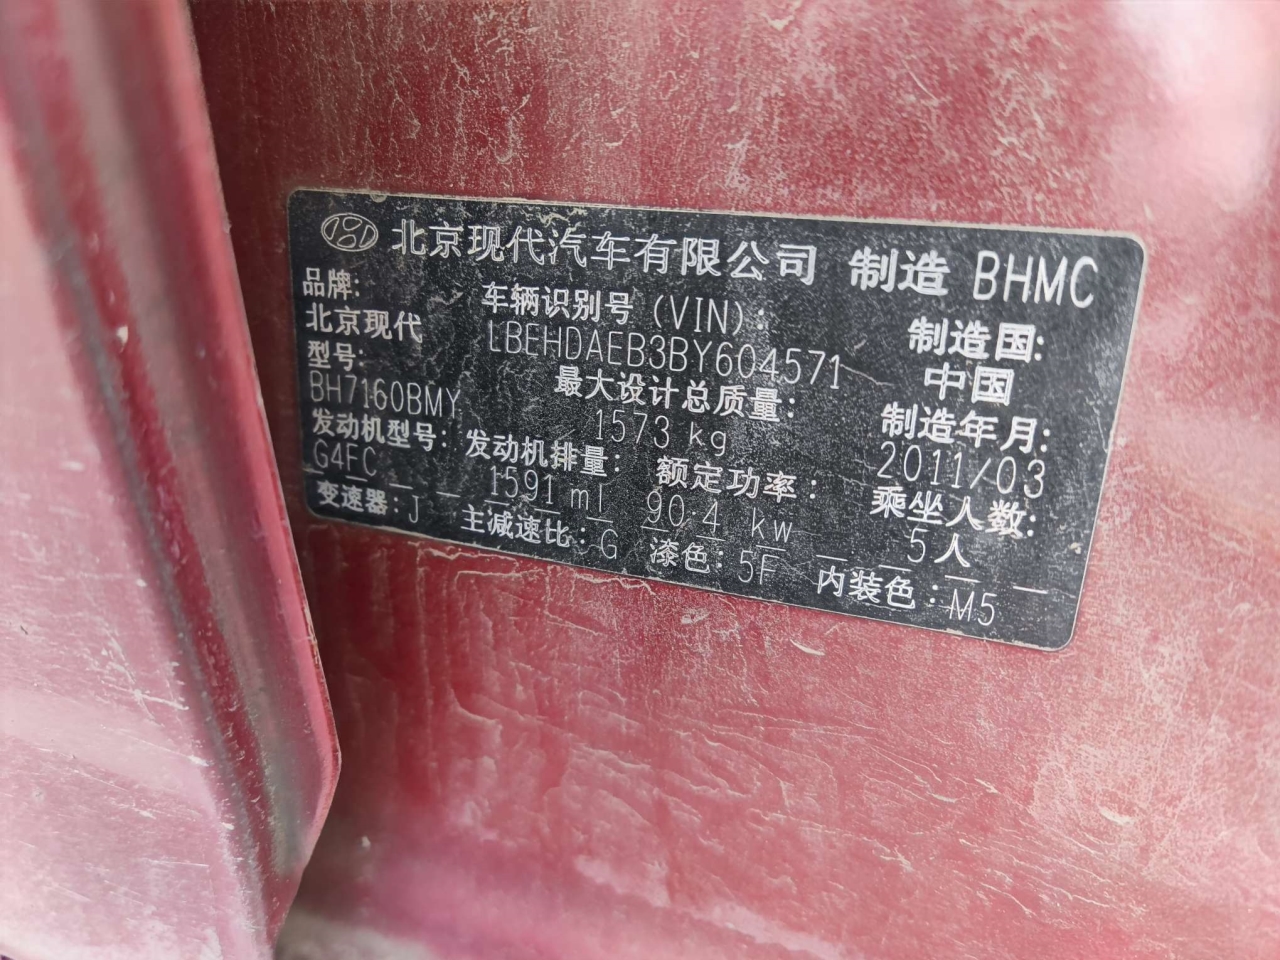 北京现代汽车有限公司 制造 BHMC
品牌: 车辆识别号 (VIN): 制造国:
北京现代 LBEHDAEB3BY604571 中国
型号: 最大设计总质量: 制造年月:
BH7160BMY 1573 kg 2011/03
发动机型号: 发动机排量: 额定功率: 乘坐人数:
G4FC 1591 ml 90.4 kw 5人
变速器: J 主减速比: G 漆色: 5F 内装色: M5